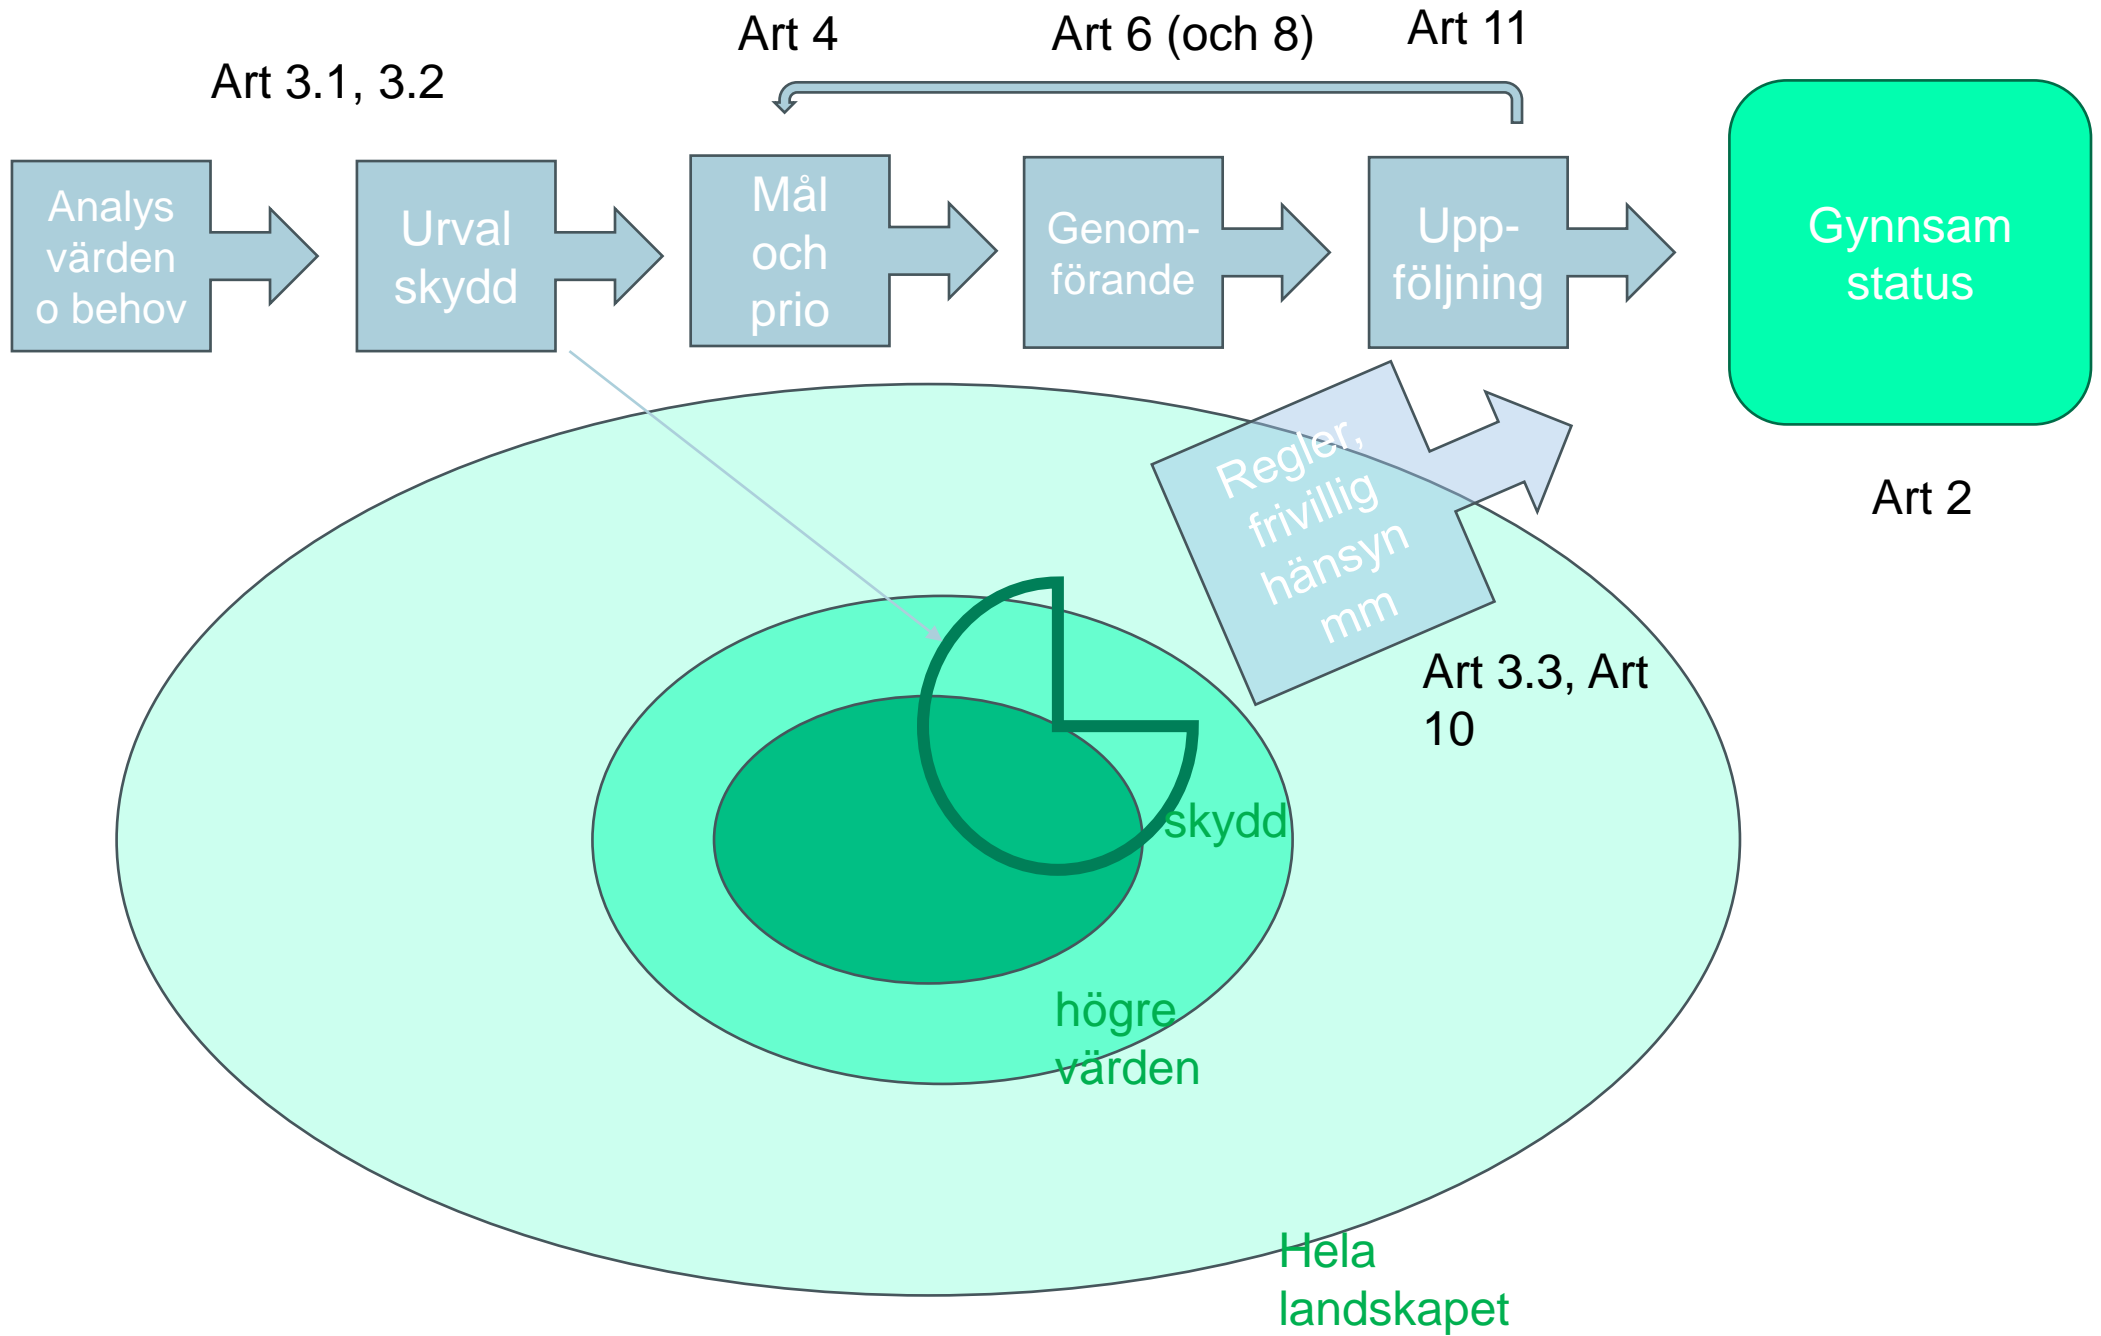 Art 4
Art 6 (och 8)
Art 11
Art 3.1, 3.2
Analys
värden
o behov
Urval
skydd
Mål
och
prio
Genom-
förande
Upp-
följning
Gynnsam
status
Art 2
Regler,
frivillig
hänsyn
mm
Art 3.3, Art
10
skydd
högre
värden
Hela
landskapet